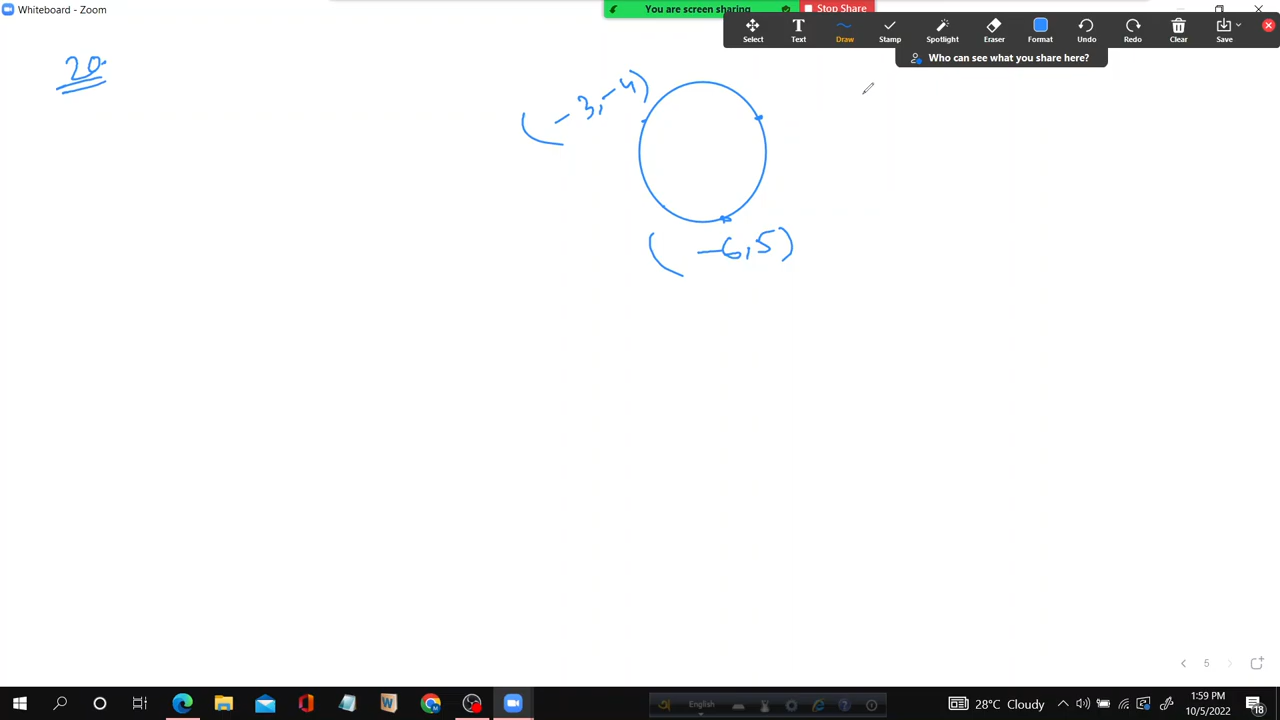 Whiteboard - Zoom
You are screen sharing
Stop Share
Select Text Draw Stamp Spotlight Eraser Format Undo Redo Clear Save
Who can see what you share here?
20.
(-3,-4)
(-6,5)
5
English
28°C Cloudy
1:59 PM
10/5/2022
18